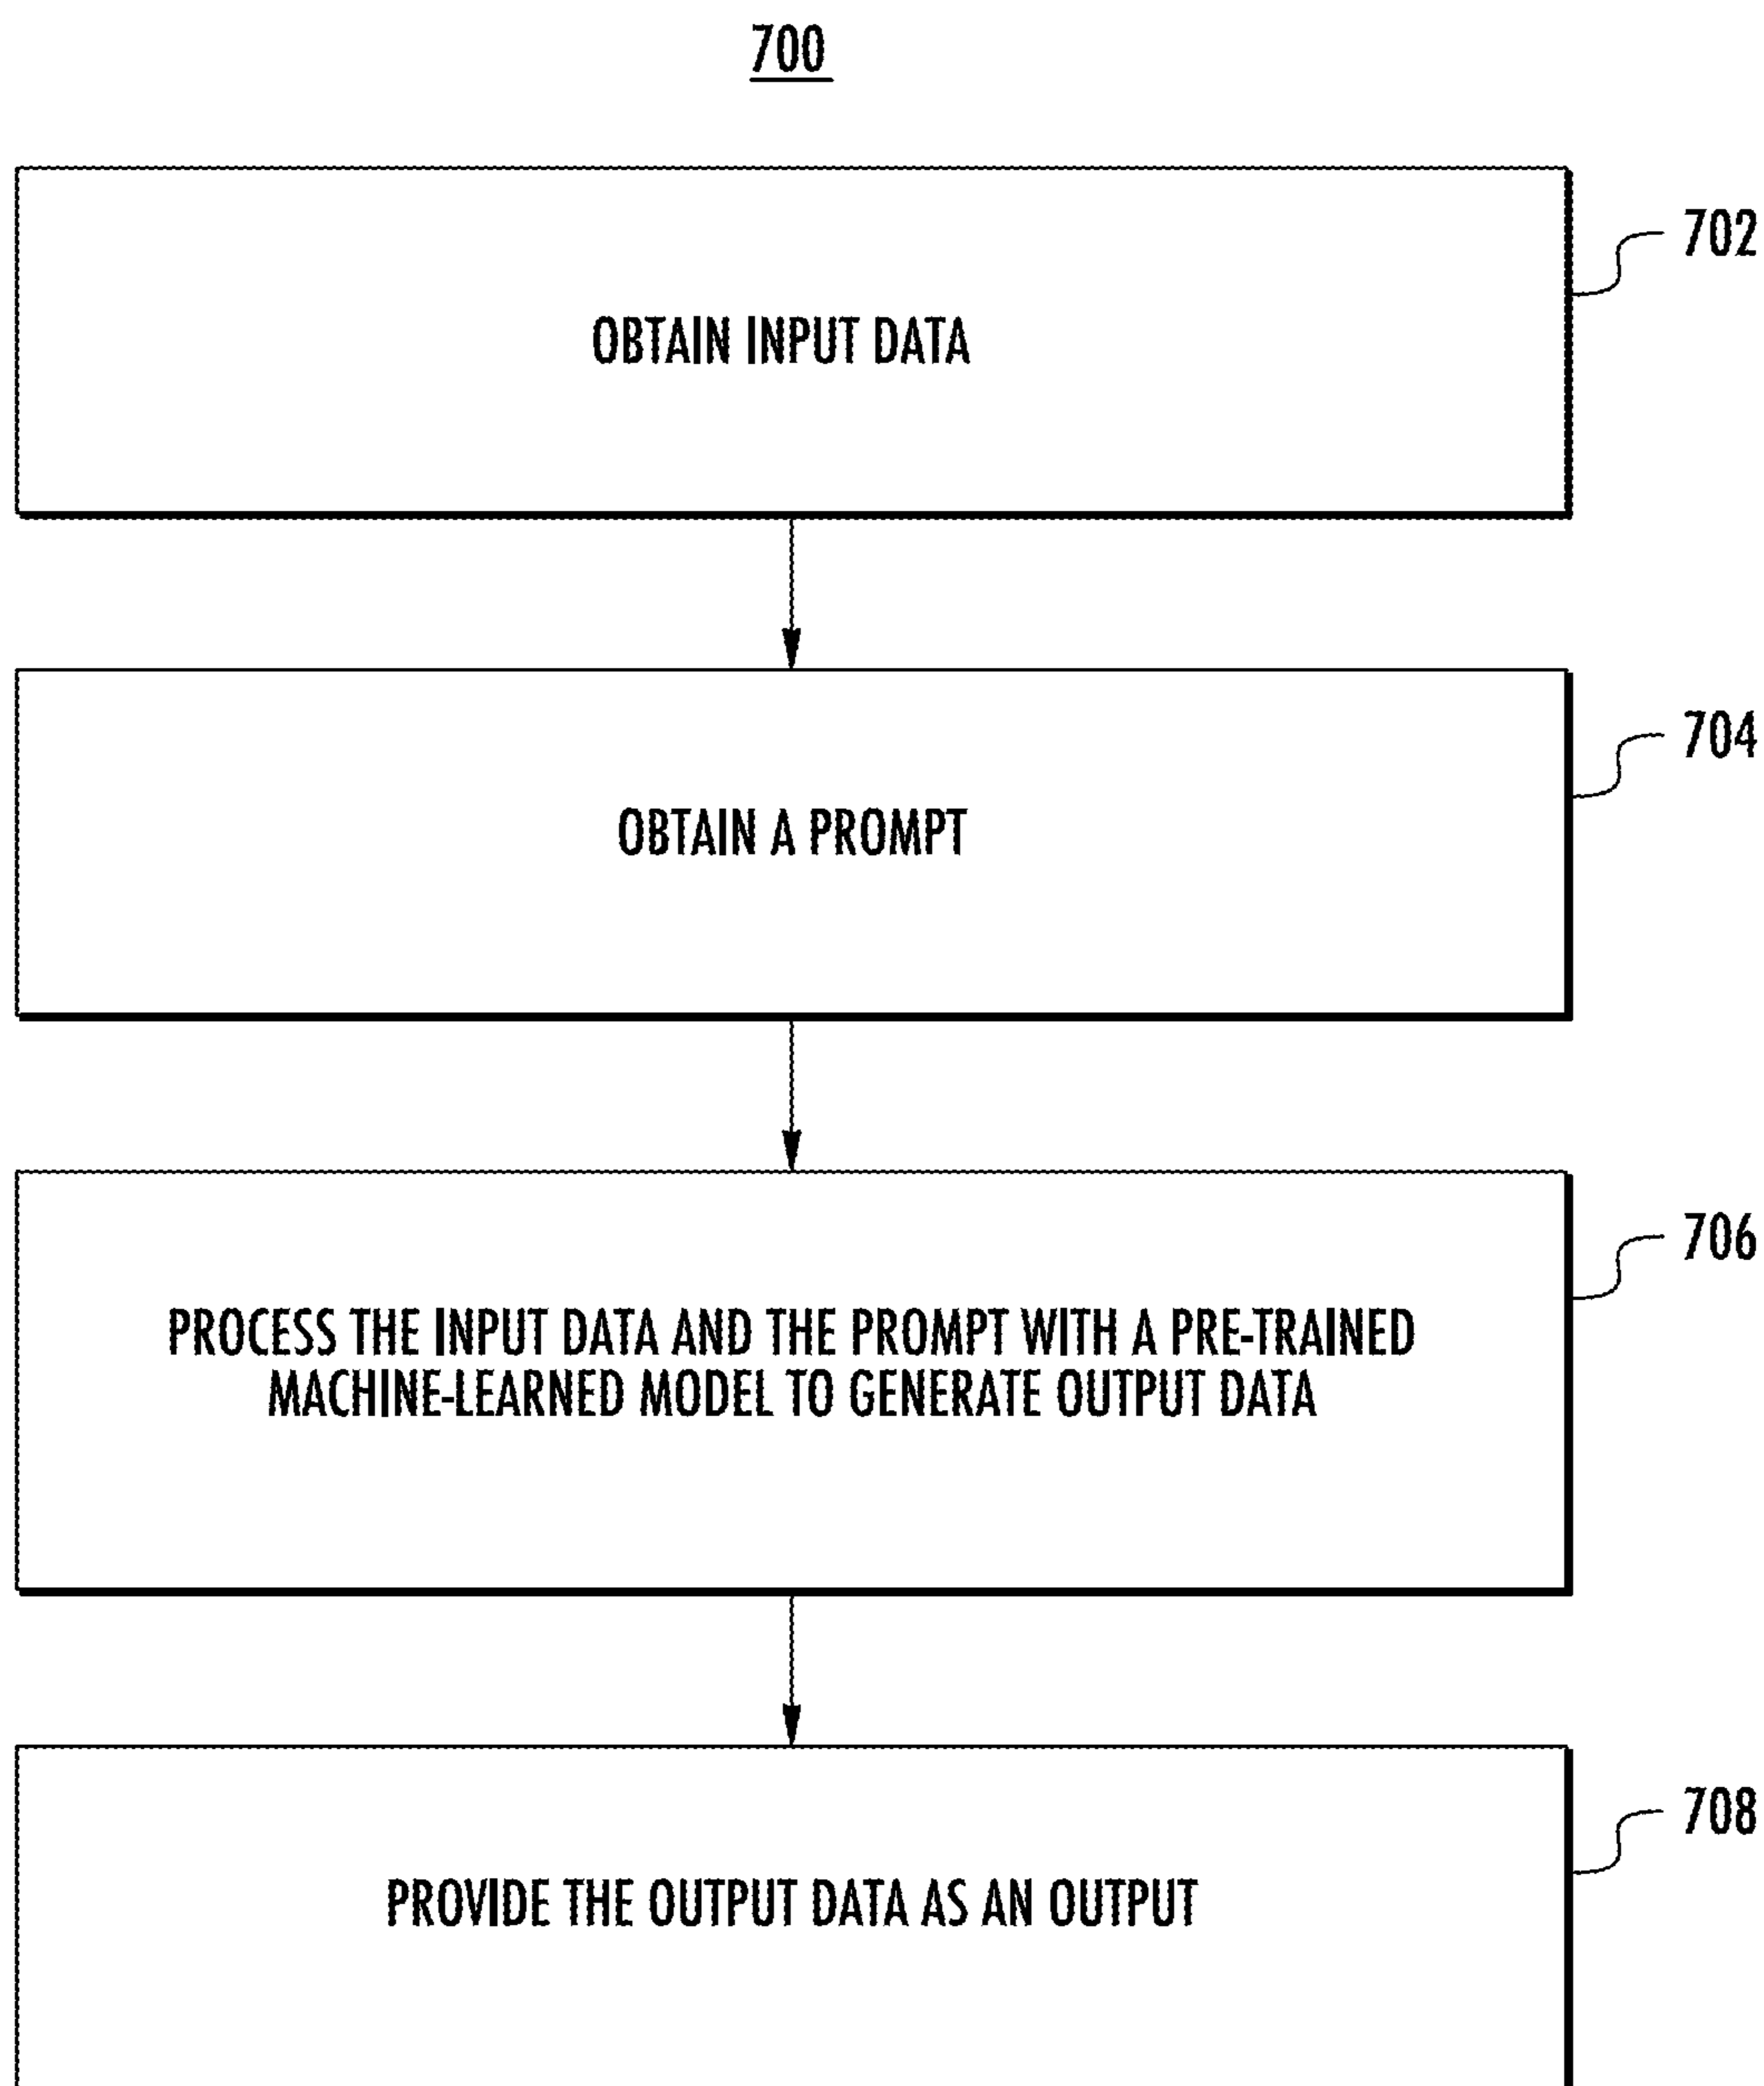 700
702
OBTAIN INPUT DATA
704
OBTAIN A PROMPT
706
PROCESS THE INPUT DATA AND THE PROMPT WITH A PRE-TRAINED
MACHINE-LEARNED MODEL TO GENERATE OUTPUT DATA
708
PROVIDE THE OUTPUT DATA AS AN OUTPUT